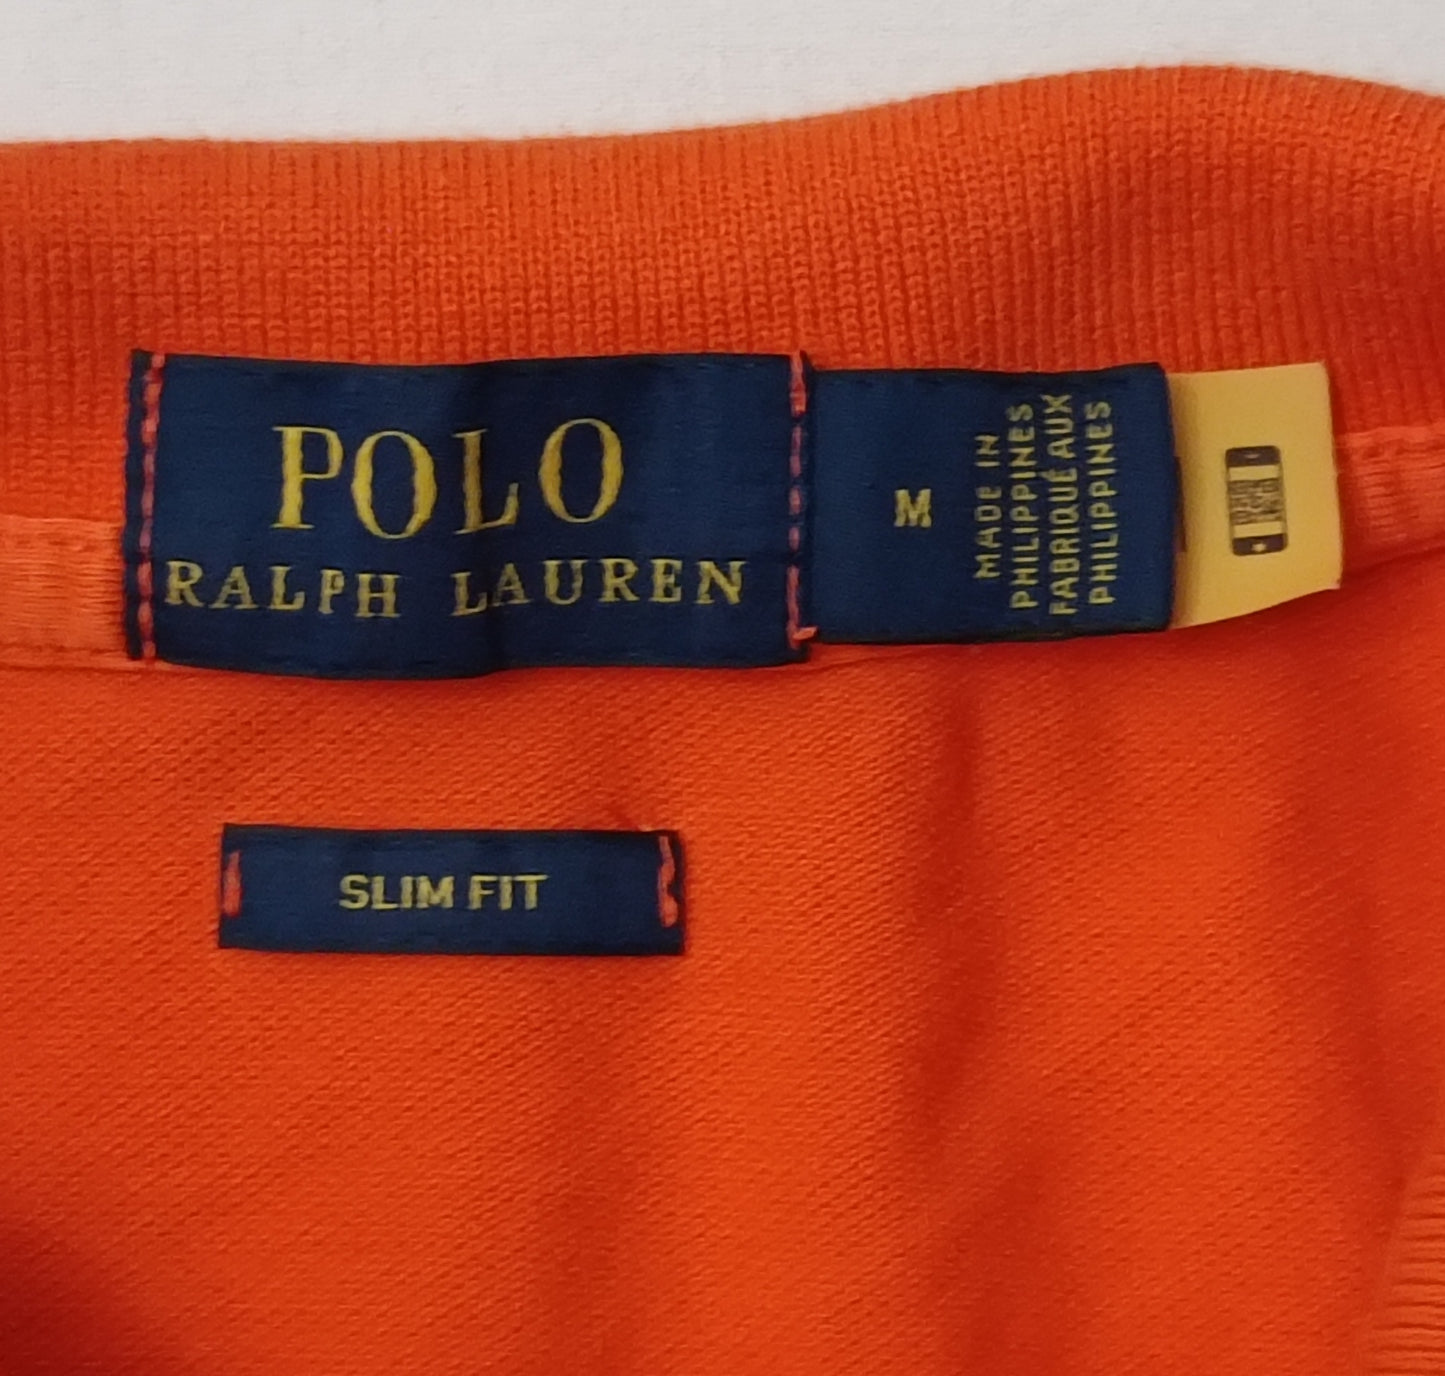 POLO
RALPH LAUREN
M
MADE IN
PHILIPPINES
FABRIQUÉ AUX
PHILIPPINES
SLIM FIT